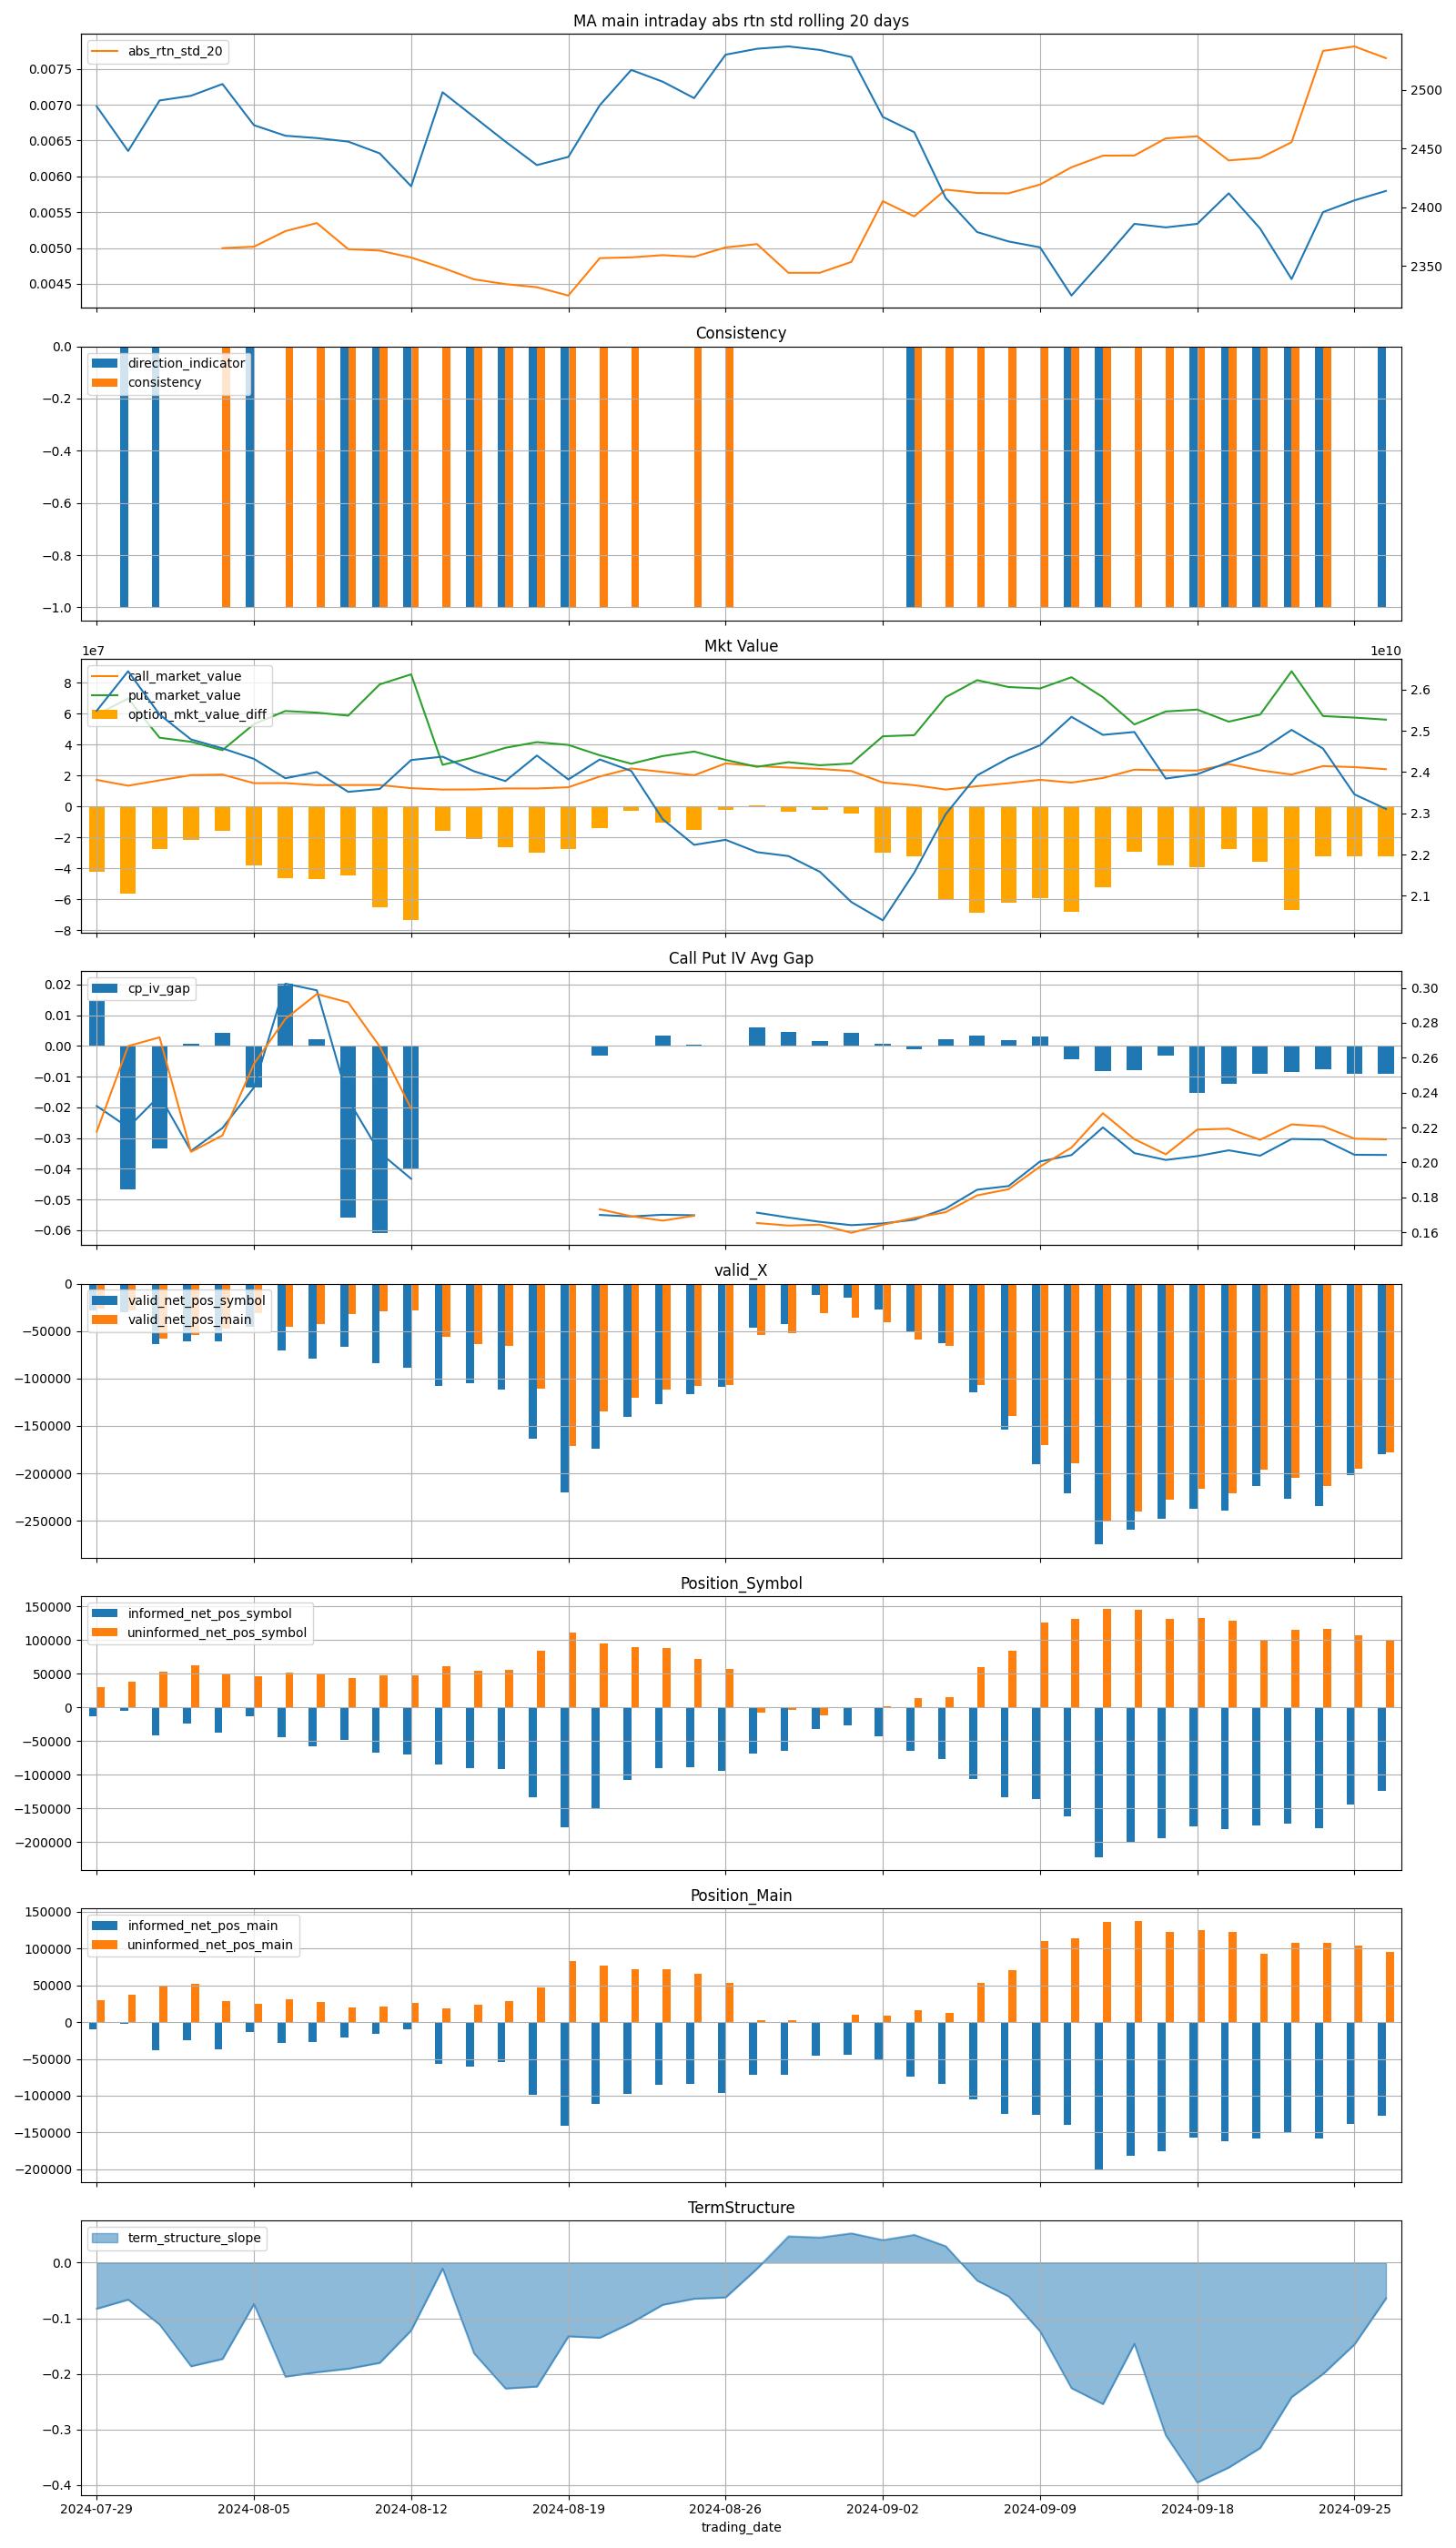 MA main intraday abs rtn std rolling 20 days
abs_rtn_std_20
0.0075
0.0070
0.0065
0.0060
0.0055
0.0050
0.0045
2500
2450
2400
2350
Consistency
direction_indicator
consistency
0.0
−0.2
−0.4
−0.6
−0.8
−1.0
Mkt Value
1e7
1e10
call_market_value
put_market_value
option_mkt_value_diff
8
6
4
2
0
−2
−4
−6
−8
2.6
2.5
2.4
2.3
2.2
2.1
Call Put IV Avg Gap
cp_iv_gap
0.02
0.01
0.00
−0.01
−0.02
−0.03
−0.04
−0.05
−0.06
0.30
0.28
0.26
0.24
0.22
0.20
0.18
0.16
valid_X
valid_net_pos_symbol
valid_net_pos_main
0
−50000
−100000
−150000
−200000
−250000
Position_Symbol
informed_net_pos_symbol
uninformed_net_pos_symbol
150000
100000
50000
0
−50000
−100000
−150000
−200000
Position_Main
informed_net_pos_main
uninformed_net_pos_main
150000
100000
50000
0
−50000
−100000
−150000
−200000
TermStructure
term_structure_slope
0.0
−0.1
−0.2
−0.3
−0.4
2024-07-29 2024-08-05 2024-08-12 2024-08-19 2024-08-26 2024-09-02 2024-09-09 2024-09-18 2024-09-25
trading_date